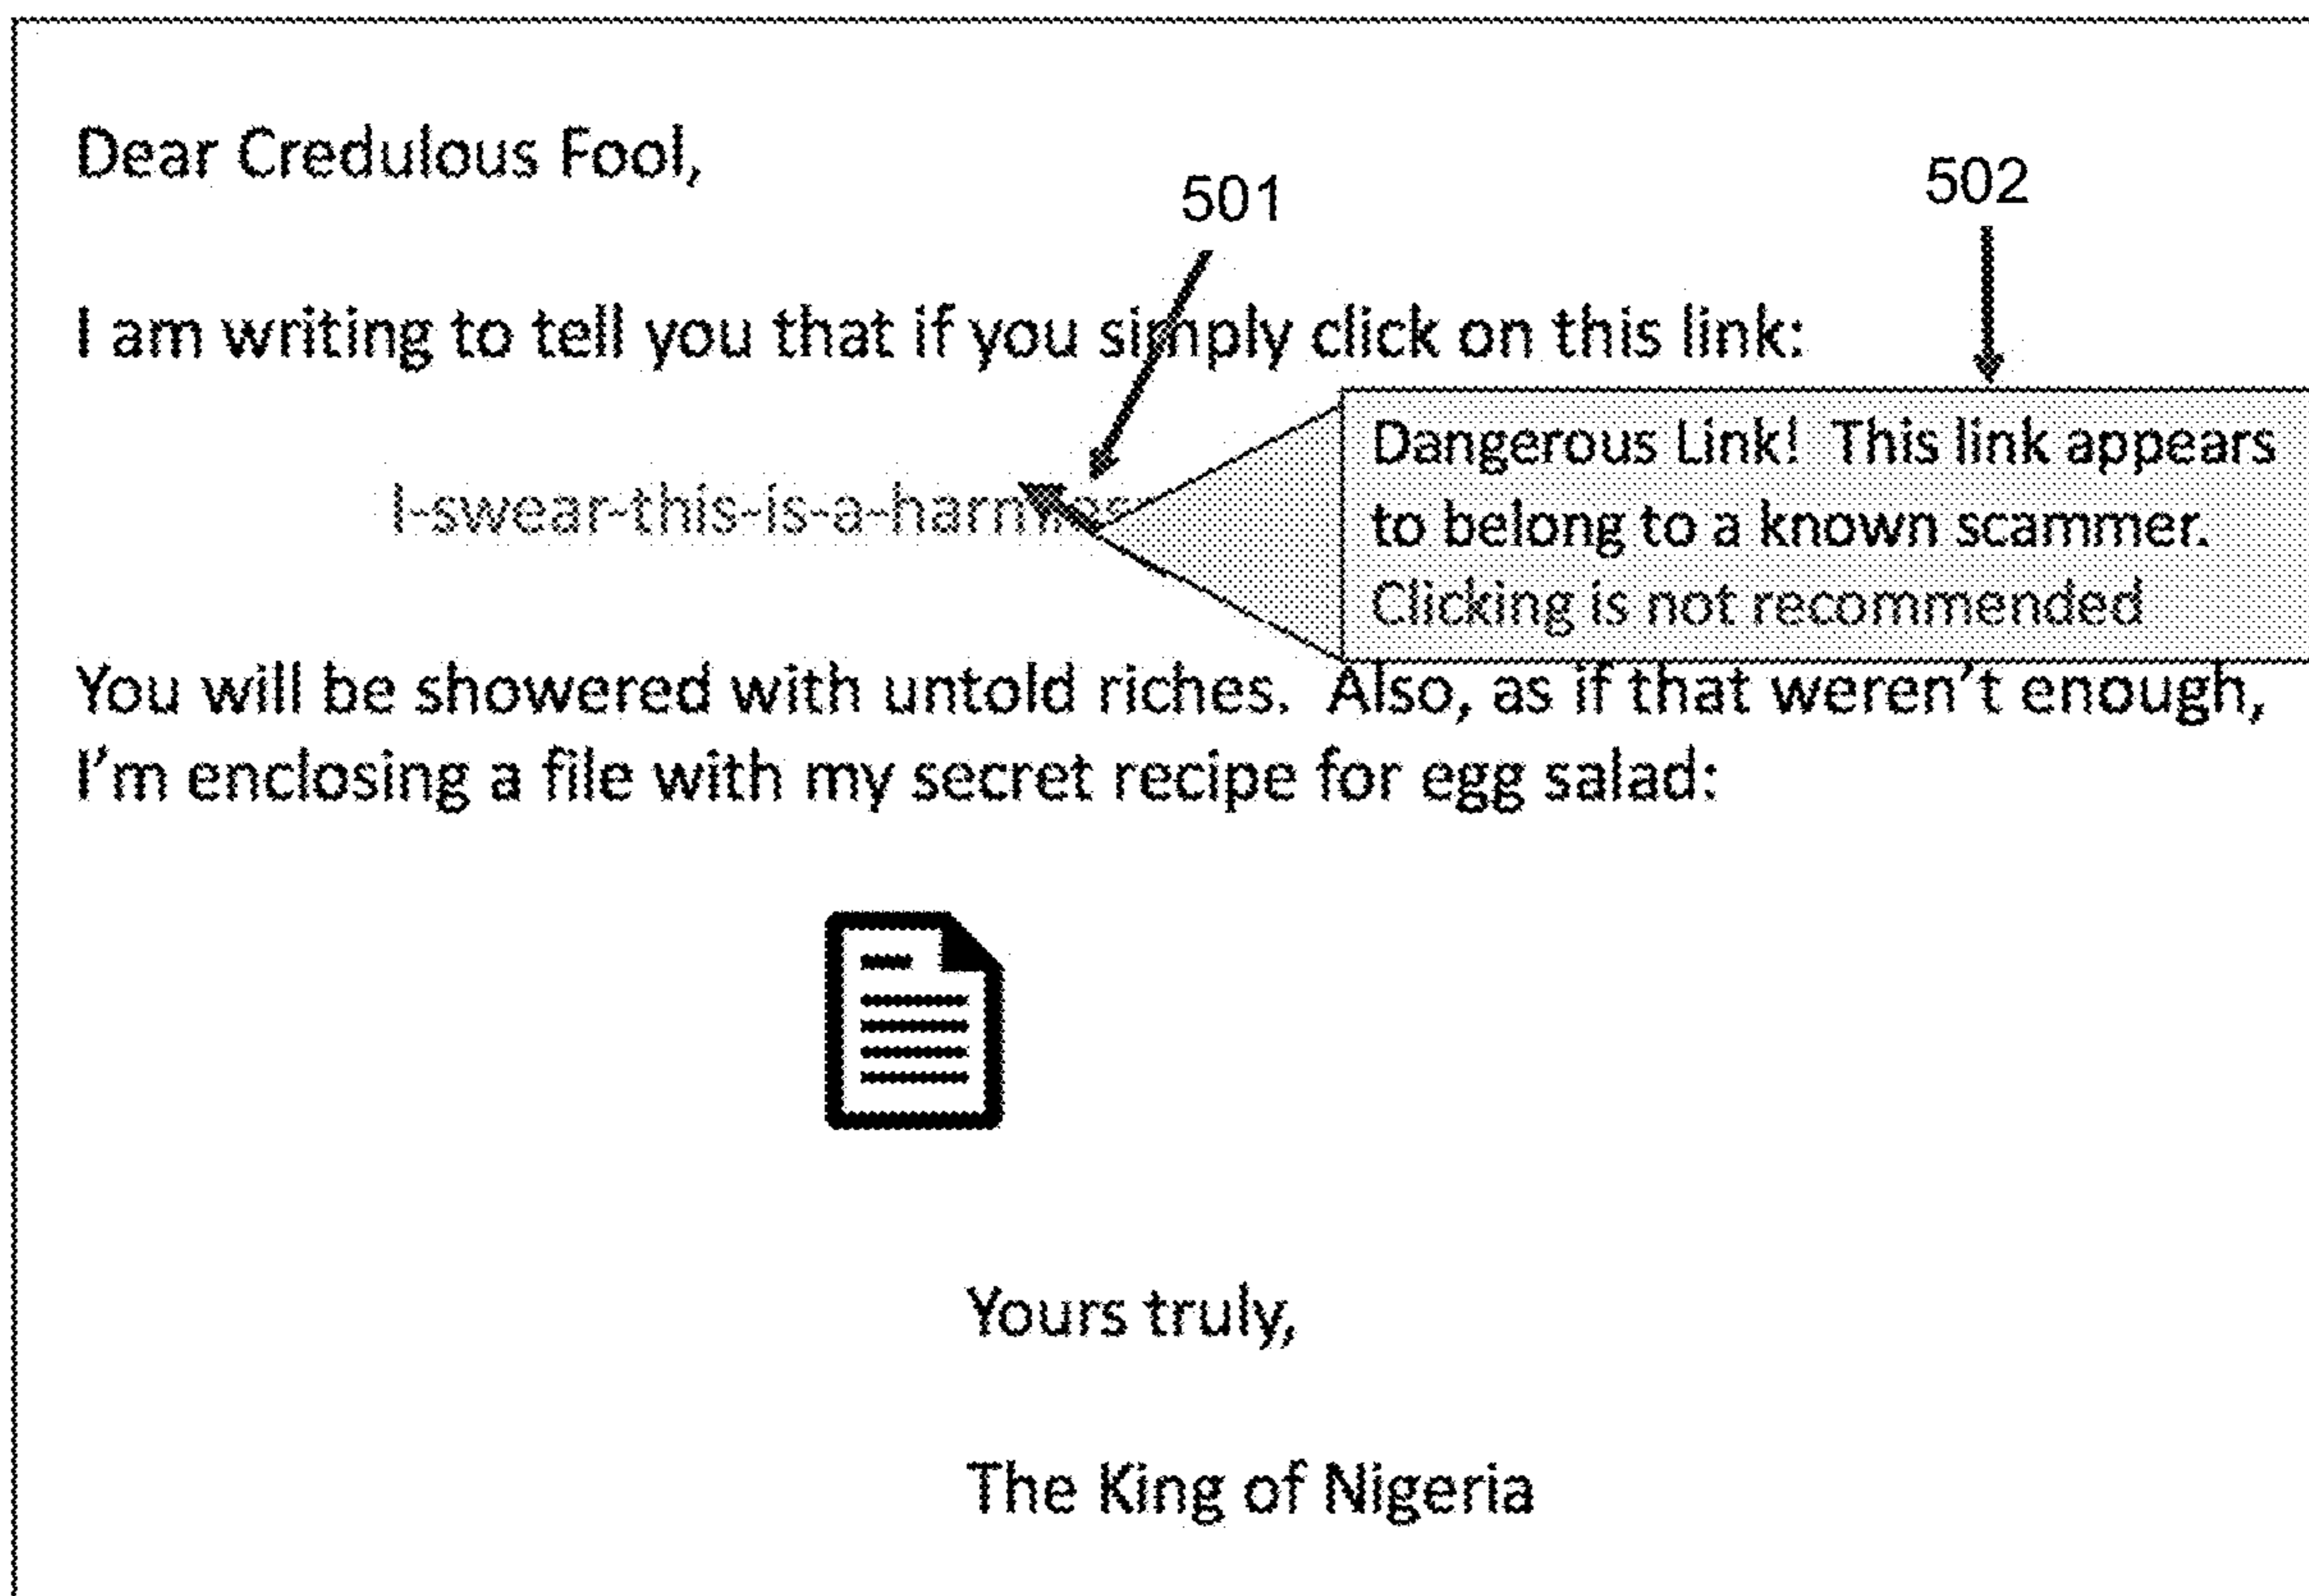 Dear Credulous Fool,
501
502
I am writing to tell you that if you simply click on this link:
I-swear-this-is-a-
Dangerous Link! This link appears
to belong to a known scammer.
Clicking is not recommended
You will be showered with untold riches. Also, as if that weren't enough,
I'm enclosing a file with my secret recipe for egg salad:
Yours truly,
The King of Nigeria